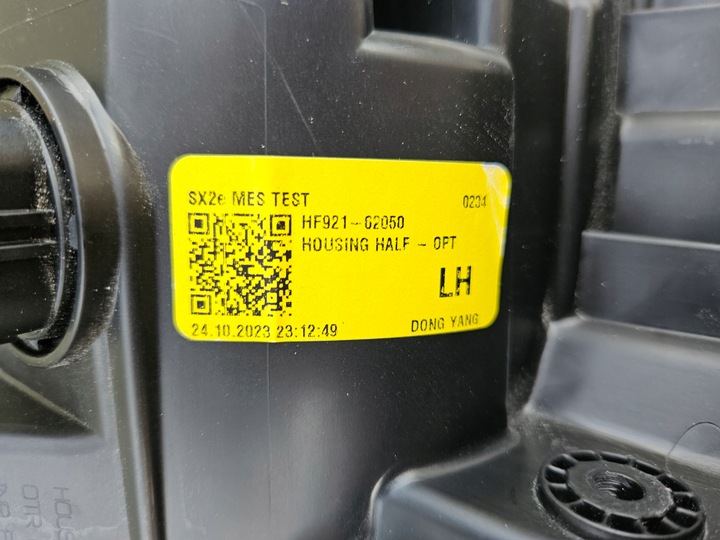 SX2e MES TEST 0234
HF921-62050
HOUSING HALF - OPT
LH
24.10.2023 23:12:49 DONG YANG